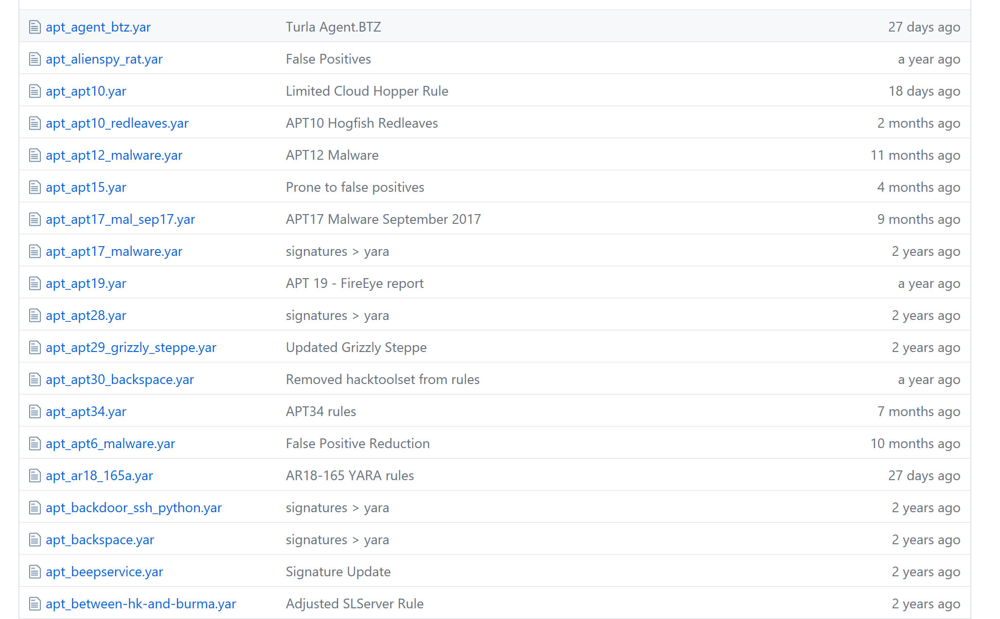 apt_agent_btz.yar Turla Agent.BTZ 27 days ago
apt_alienspy_rat.yar False Positives a year ago
apt_apt10.yar Limited Cloud Hopper Rule 18 days ago
apt_apt10_redleaves.yar APT10 Hogfish Redleaves 2 months ago
apt_apt12_malware.yar APT12 Malware 11 months ago
apt_apt15.yar Prone to false positives 4 months ago
apt_apt17_mal_sep17.yar APT17 Malware September 2017 9 months ago
apt_apt17_malware.yar signatures > yara 2 years ago
apt_apt19.yar APT 19 - FireEye report a year ago
apt_apt28.yar signatures > yara 2 years ago
apt_apt29_grizzly_steppe.yar Updated Grizzly Steppe 2 years ago
apt_apt30_backspace.yar Removed hacktoolset from rules a year ago
apt_apt34.yar APT34 rules 7 months ago
apt_apt6_malware.yar False Positive Reduction 10 months ago
apt_ar18_165a.yar AR18-165 YARA rules 27 days ago
apt_backdoor_ssh_python.yar signatures > yara 2 years ago
apt_backspace.yar signatures > yara 2 years ago
apt_beepservice.yar Signature Update 2 years ago
apt_between-hk-and-burma.yar Adjusted SLServer Rule 2 years ago